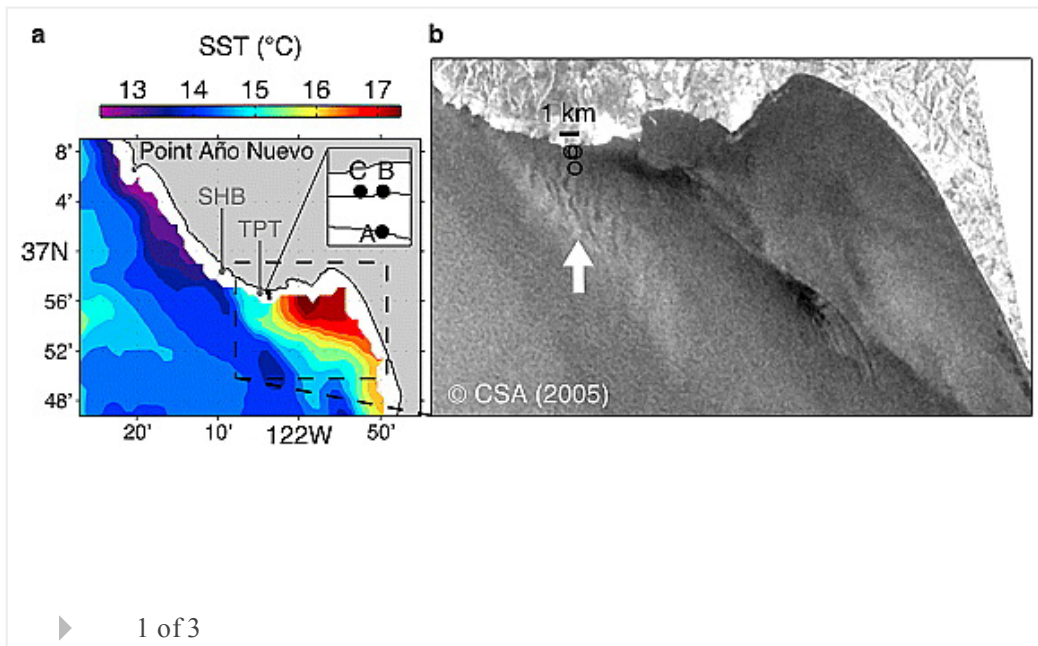 a
SST (°C)
13 14 15 16 17
Point Año Nuevo
C B
A
SHB
TPT
8'
4'
37N
56'
52'
48'
20' 10' 122W 50'
b
1 km
© CSA (2005)
1 of 3